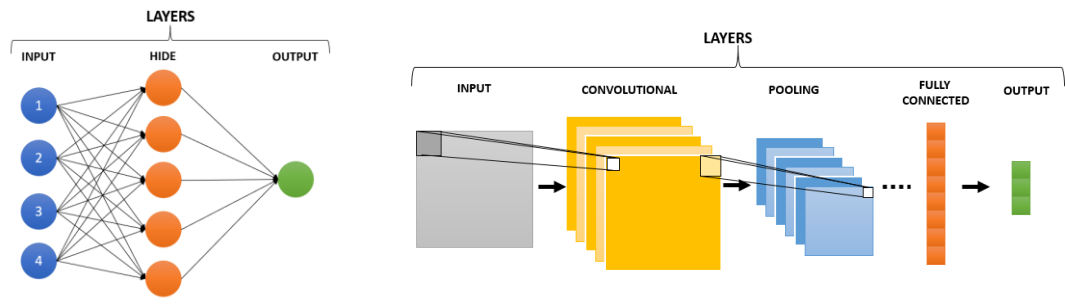 LAYERS
INPUT
HIDE
OUTPUT
1
2
3
4
LAYERS
INPUT
CONVOLUTIONAL
POOLING
FULLY
CONNECTED
OUTPUT